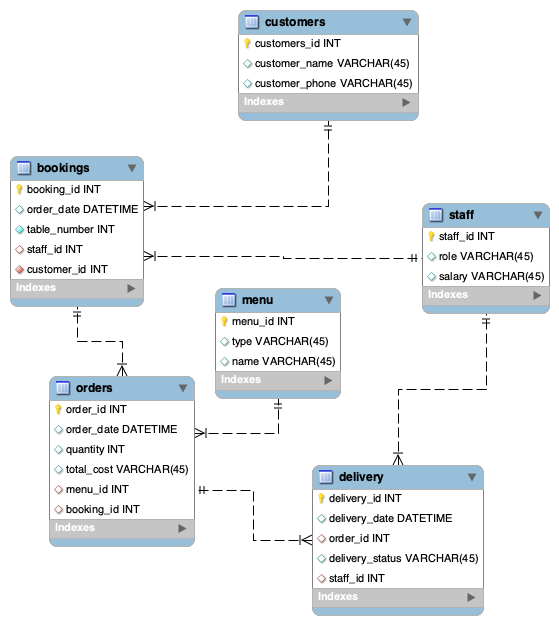 customers
customers_id INT
customer_name VARCHAR(45)
customer_phone VARCHAR(45)
Indexes
bookings
booking_id INT
order_date DATETIME
table_number INT
staff_id INT
customer_id INT
Indexes
staff
staff_id INT
role VARCHAR(45)
salary VARCHAR(45)
Indexes
menu
menu_id INT
type VARCHAR(45)
name VARCHAR(45)
Indexes
orders
order_id INT
order_date DATETIME
quantity INT
total_cost VARCHAR(45)
menu_id INT
booking_id INT
Indexes
delivery
delivery_id INT
delivery_date DATETIME
order_id INT
delivery_status VARCHAR(45)
staff_id INT
Indexes